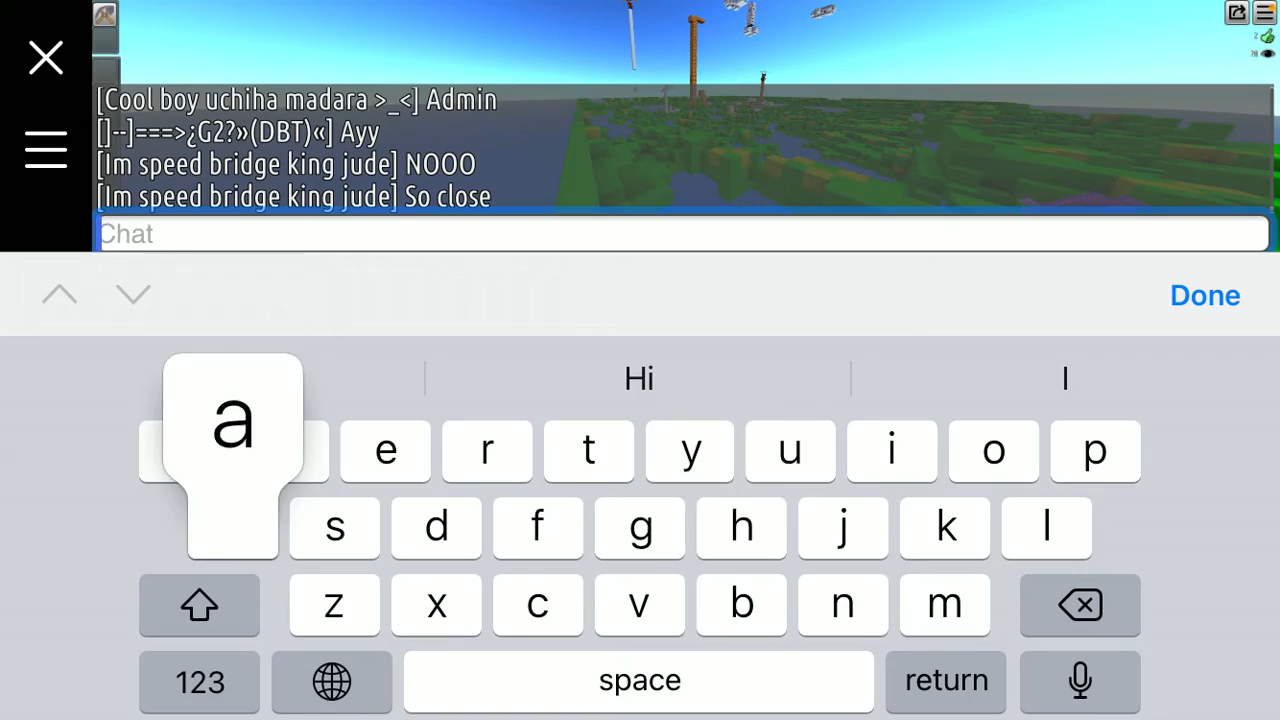 [Cool boy uchiha madara >_<] Admin
[]--]===>¿G2?»(DBT)«] Ayy
[Im speed bridge king jude] NOOO
[Im speed bridge king jude] So close
Chat
Done
Hi
I
a
e r t y u i o p
s d f g h j k l
z x c v b n m
123
space
return